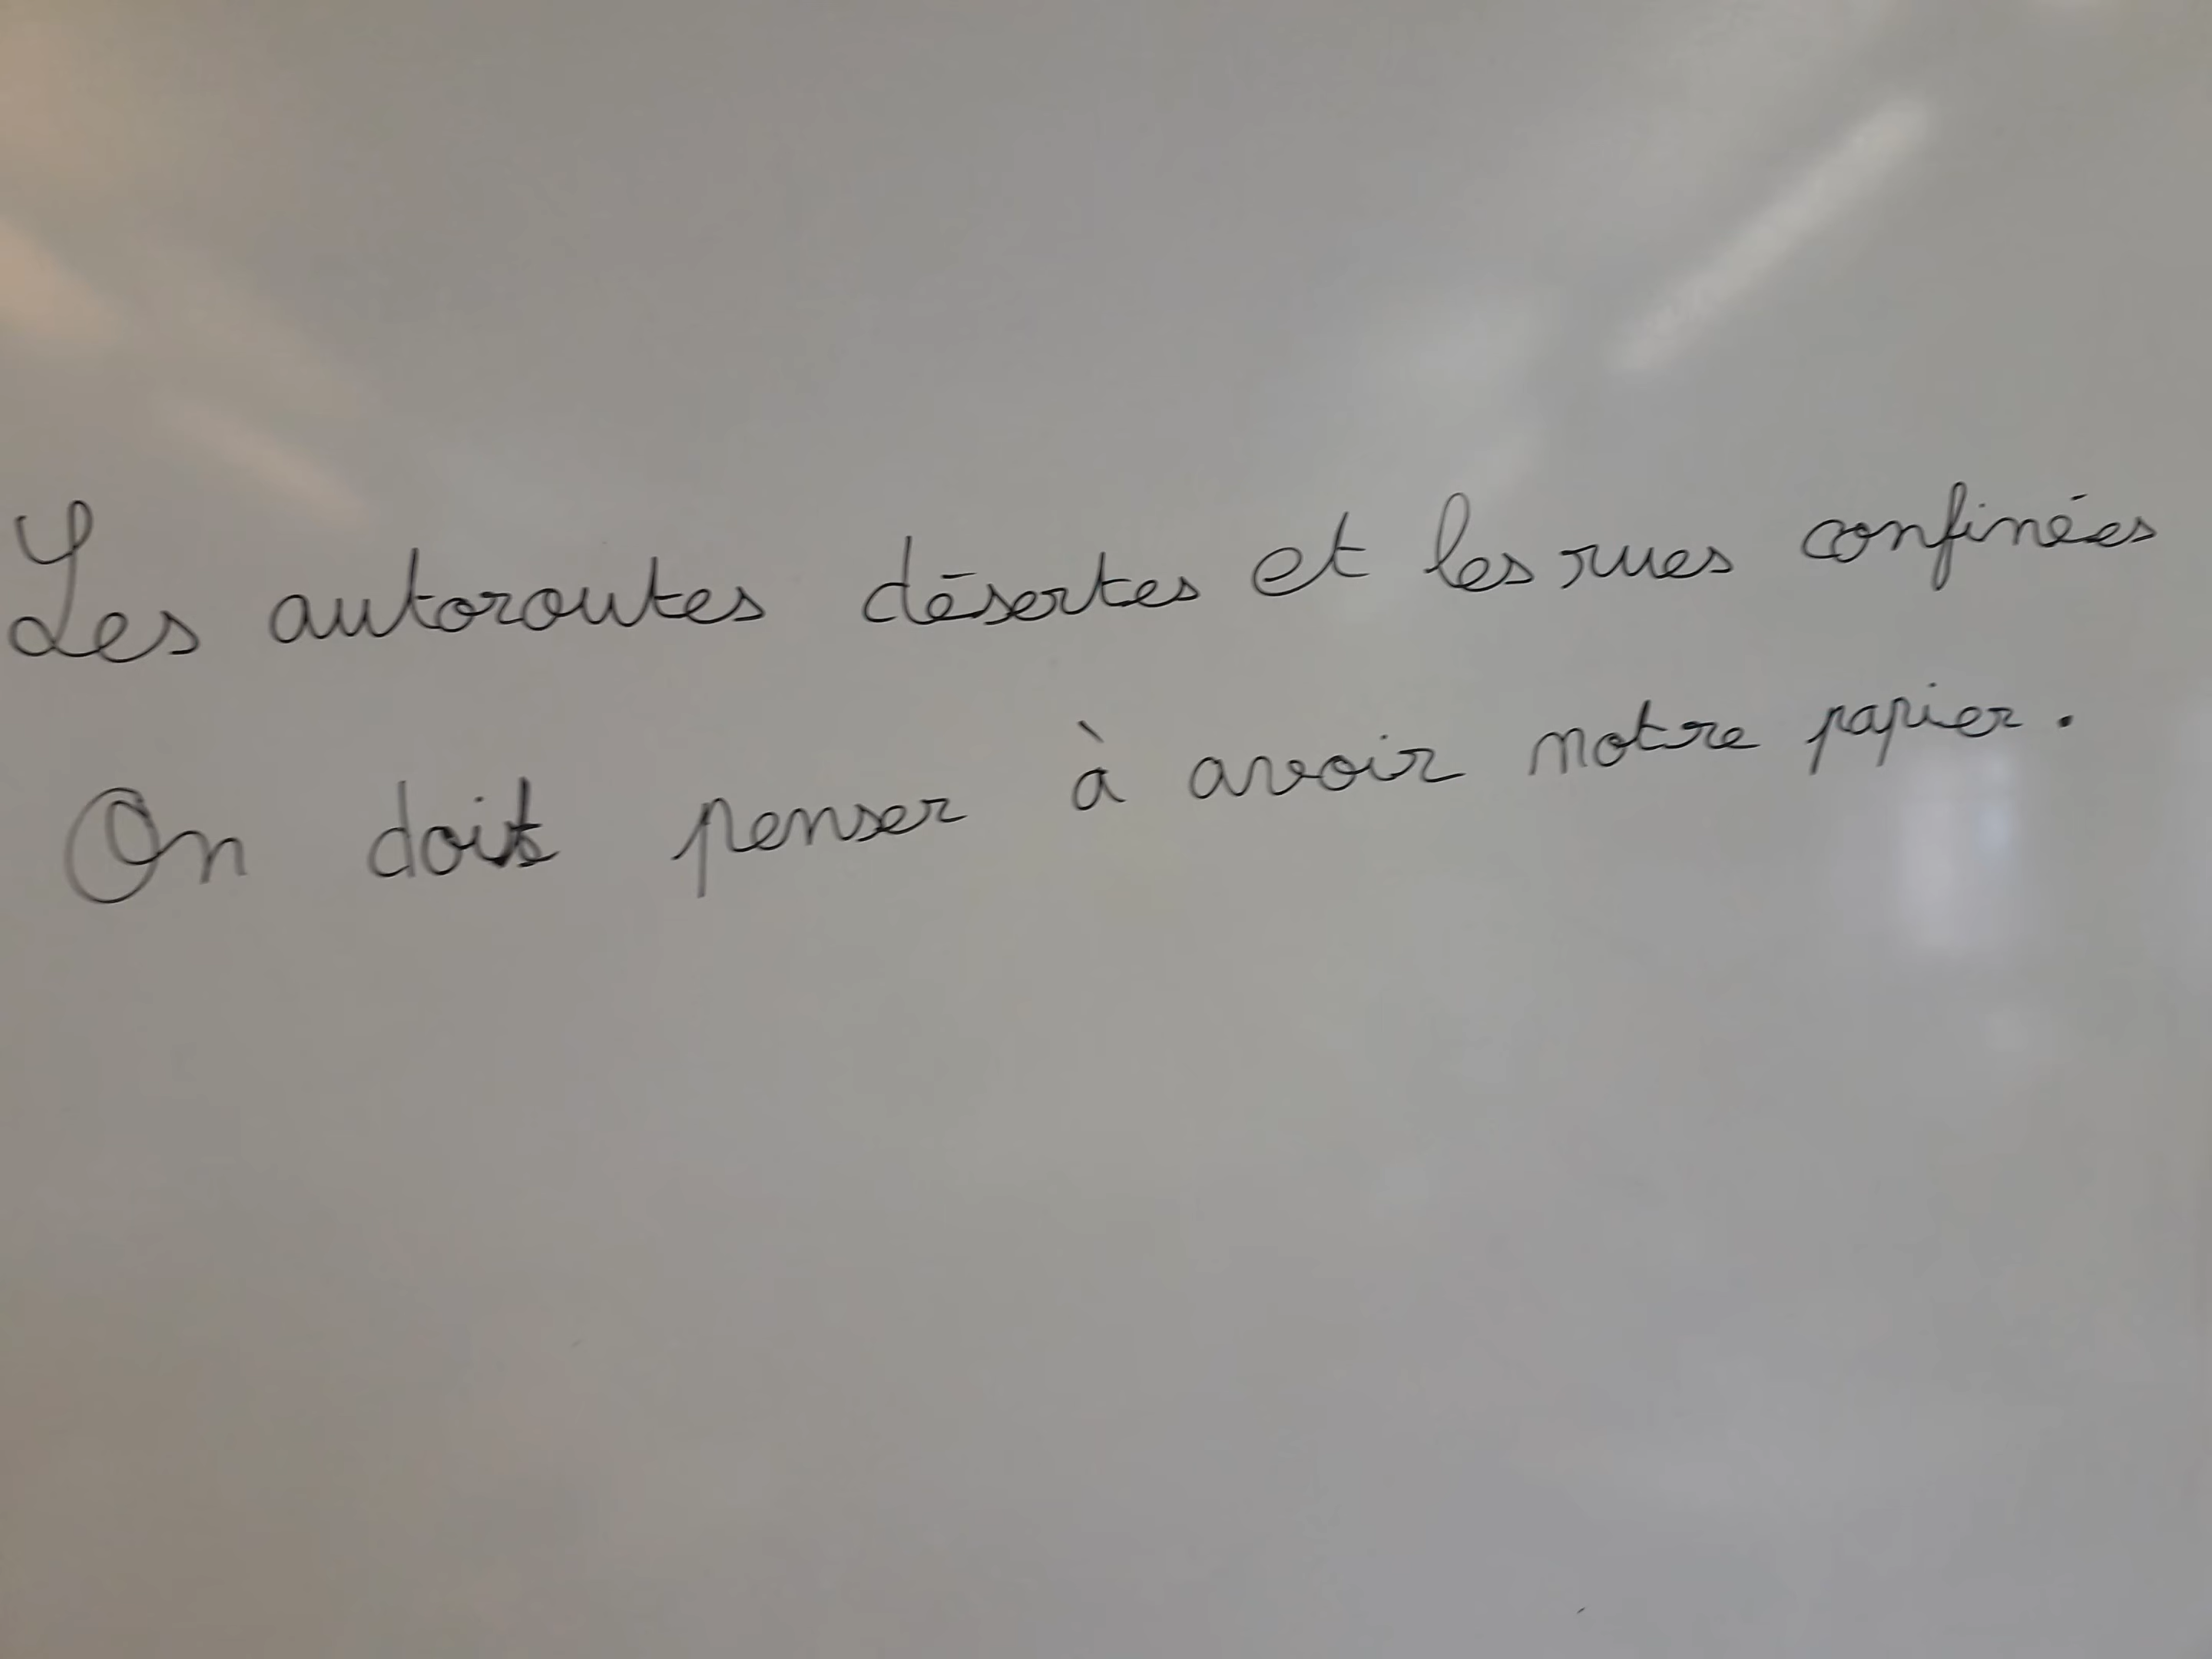 Les autoroutes désertes et les rues confinées
On doit penser à avoir notre papier.